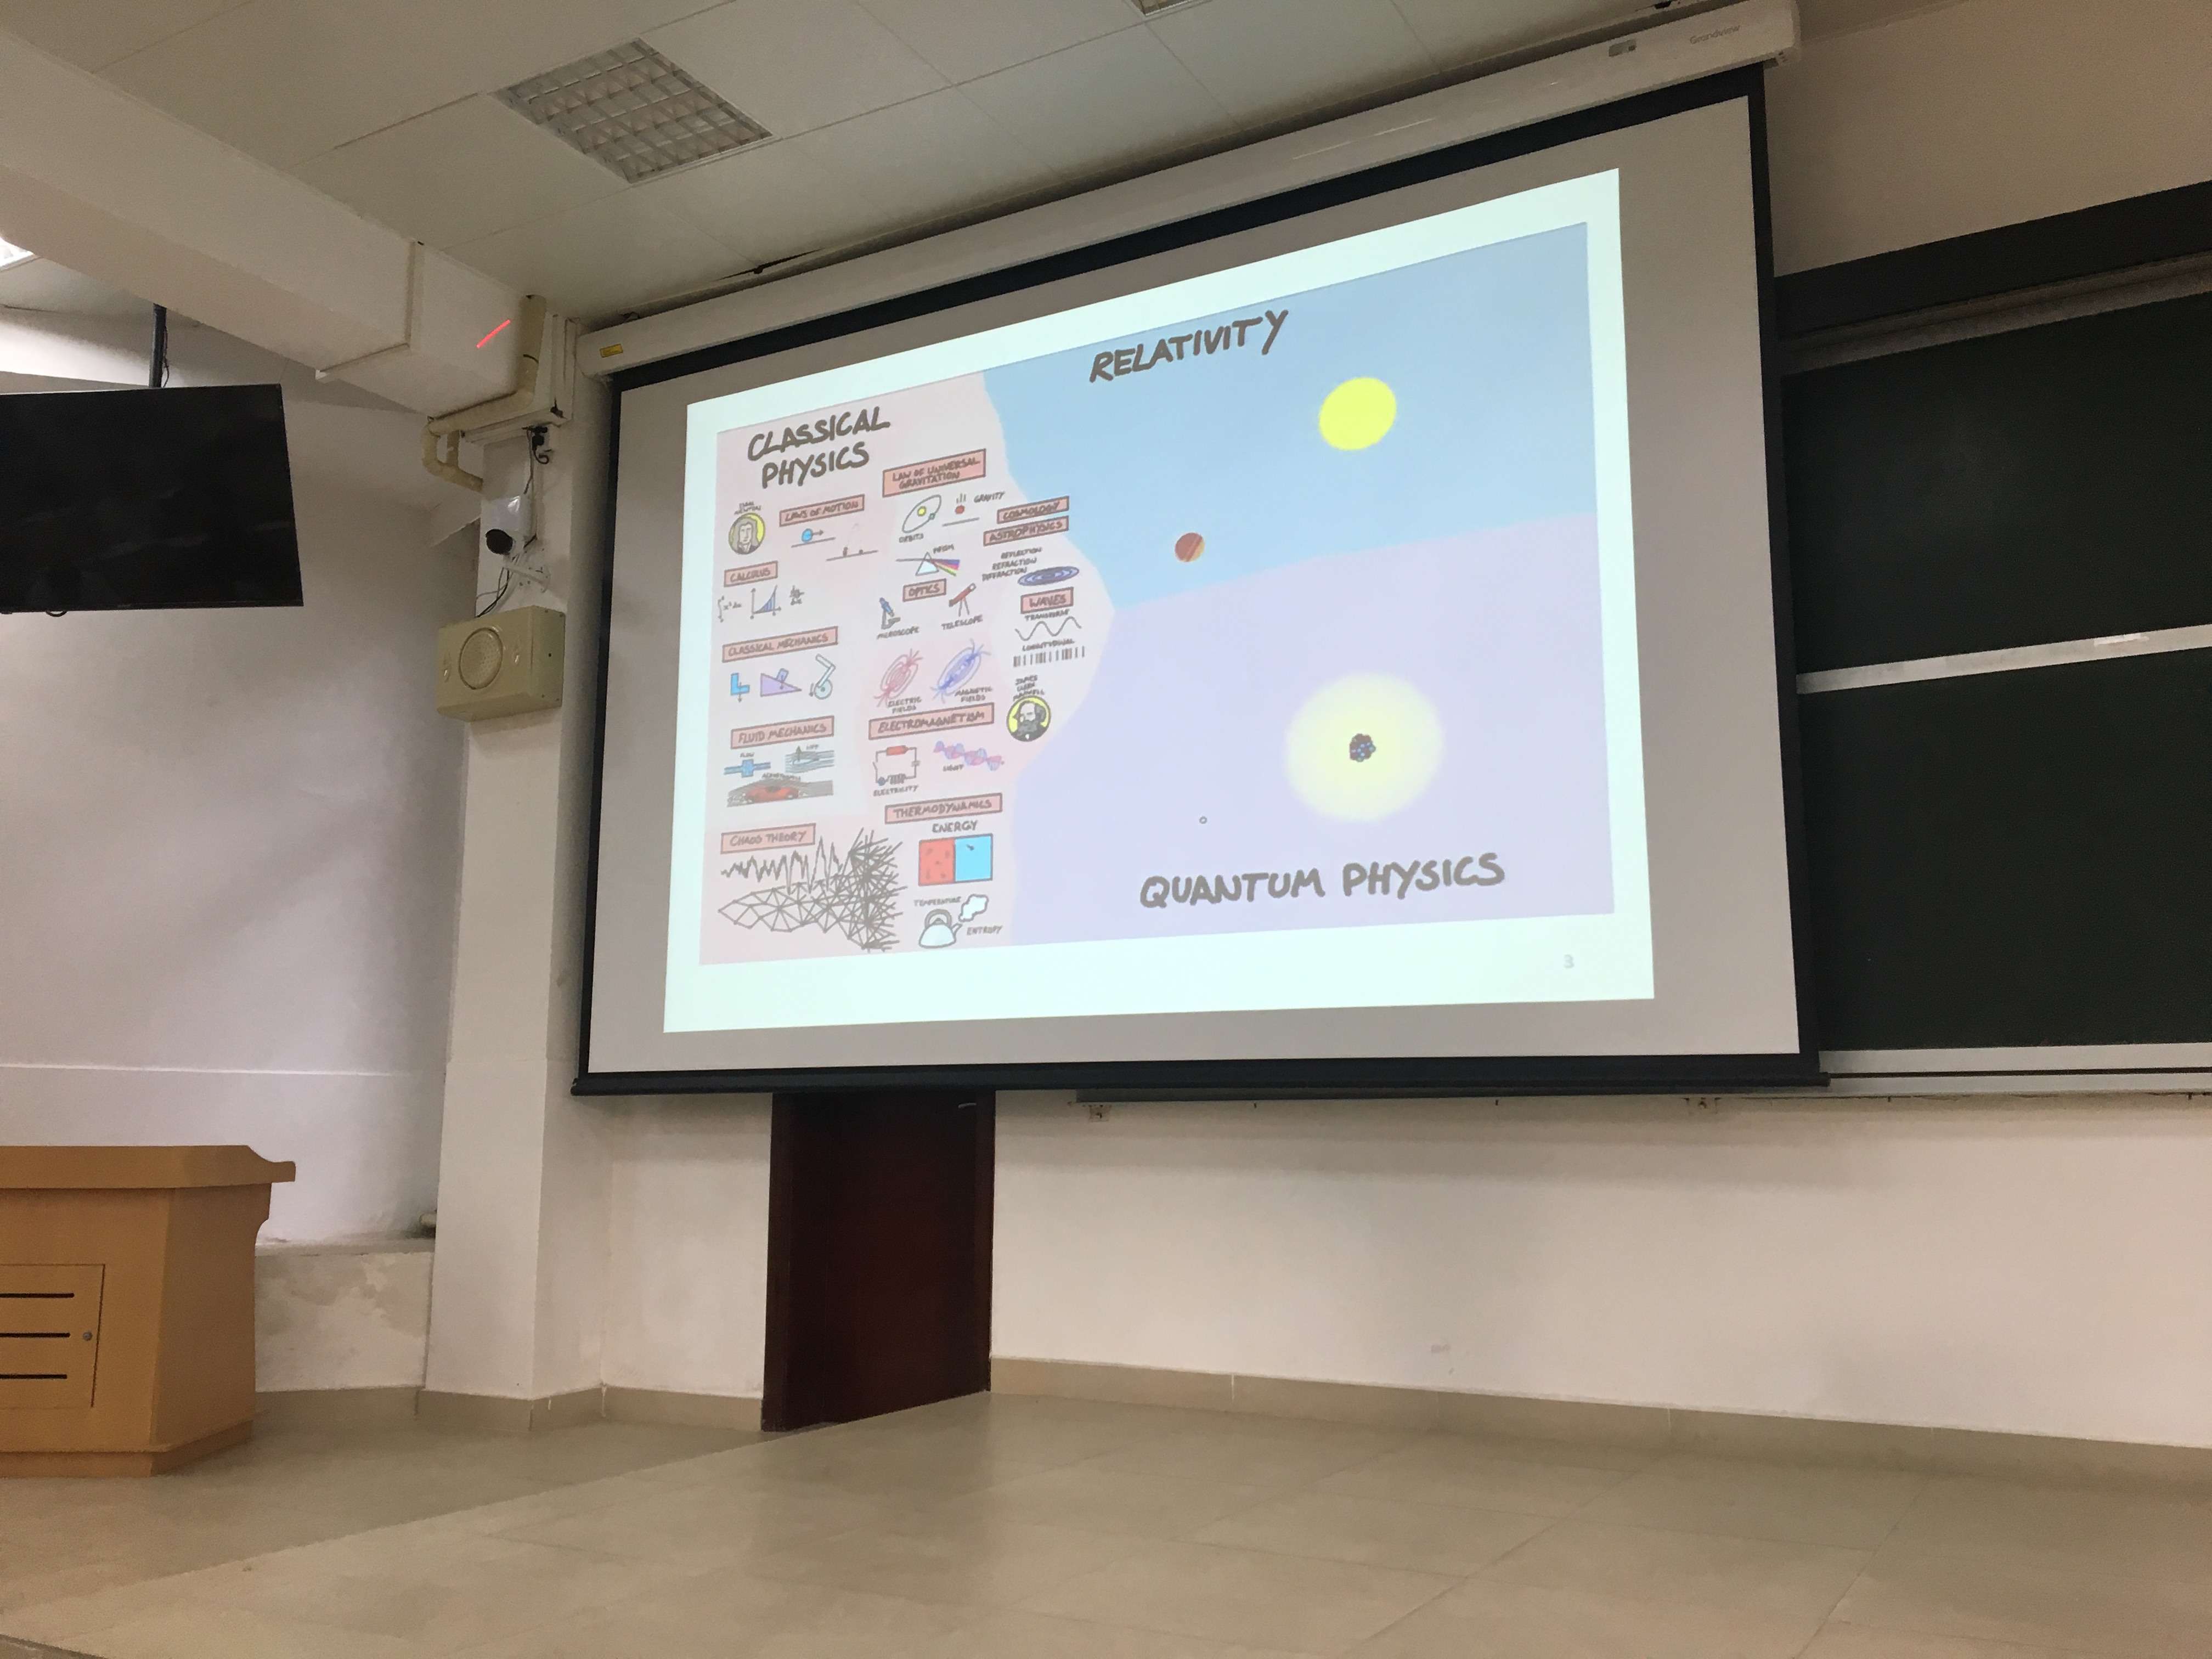 Grandview
RELATIVITY
CLASSICAL
PHYSICS
ISAAC
NEWTON
LAWS OF MOTION
LAW OF UNIVERSAL
GRAVITATION
GRAVITY
ORBITS
COSMOLOGY
ASTROPHYSICS
CALCULUS
PRISM
REFLECTION
REFRACTION
DIFFRACTION
OPTICS
MICROSCOPE
TELESCOPE
WAVES
TRANSVERSE
LONGITUDINAL
CLASSICAL MECHANICS
ELECTRIC
FIELDS
MAGNETIC
FIELDS
JAMES
CLERK
MAXWELL
ELECTROMAGNETISM
FLUID MECHANICS
FLOW
LIFT
LIGHT
ELECTRICITY
THERMODYNAMICS
ENERGY
CHAOS THEORY
TEMPERATURE
ENTROPY
QUANTUM PHYSICS
3